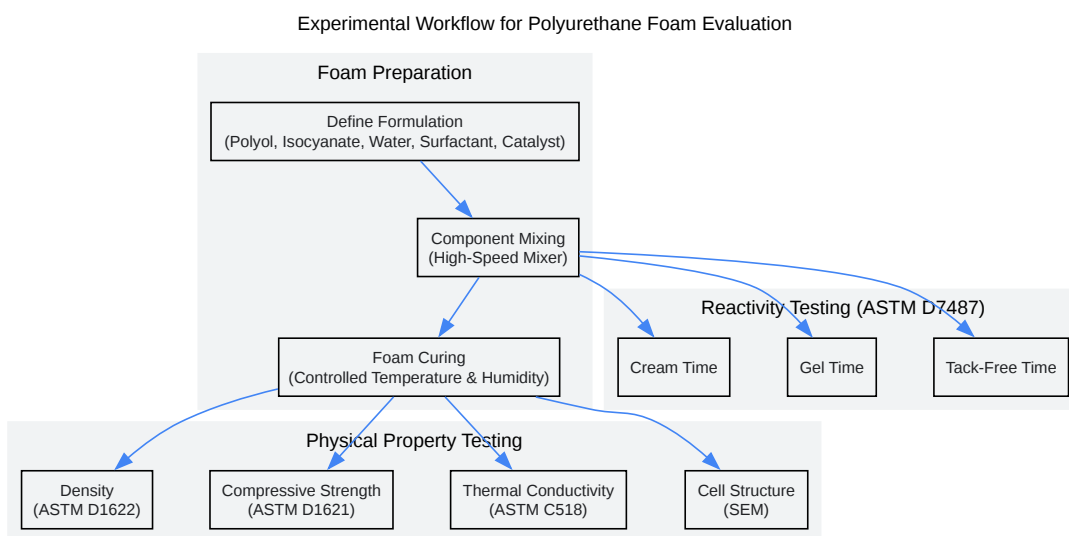 Experimental Workflow for Polyurethane Foam Evaluation
Foam Preparation
Define Formulation
(Polyol, Isocyanate, Water, Surfactant, Catalyst)
Component Mixing
(High-Speed Mixer)
Reactivity Testing (ASTM D7487)
Foam Curing
(Controlled Temperature & Humidity)
Cream Time
Gel Time
Tack-Free Time
Physical Property Testing
Density
(ASTM D1622)
Compressive Strength
(ASTM D1621)
Thermal Conductivity
(ASTM C518)
Cell Structure
(SEM)